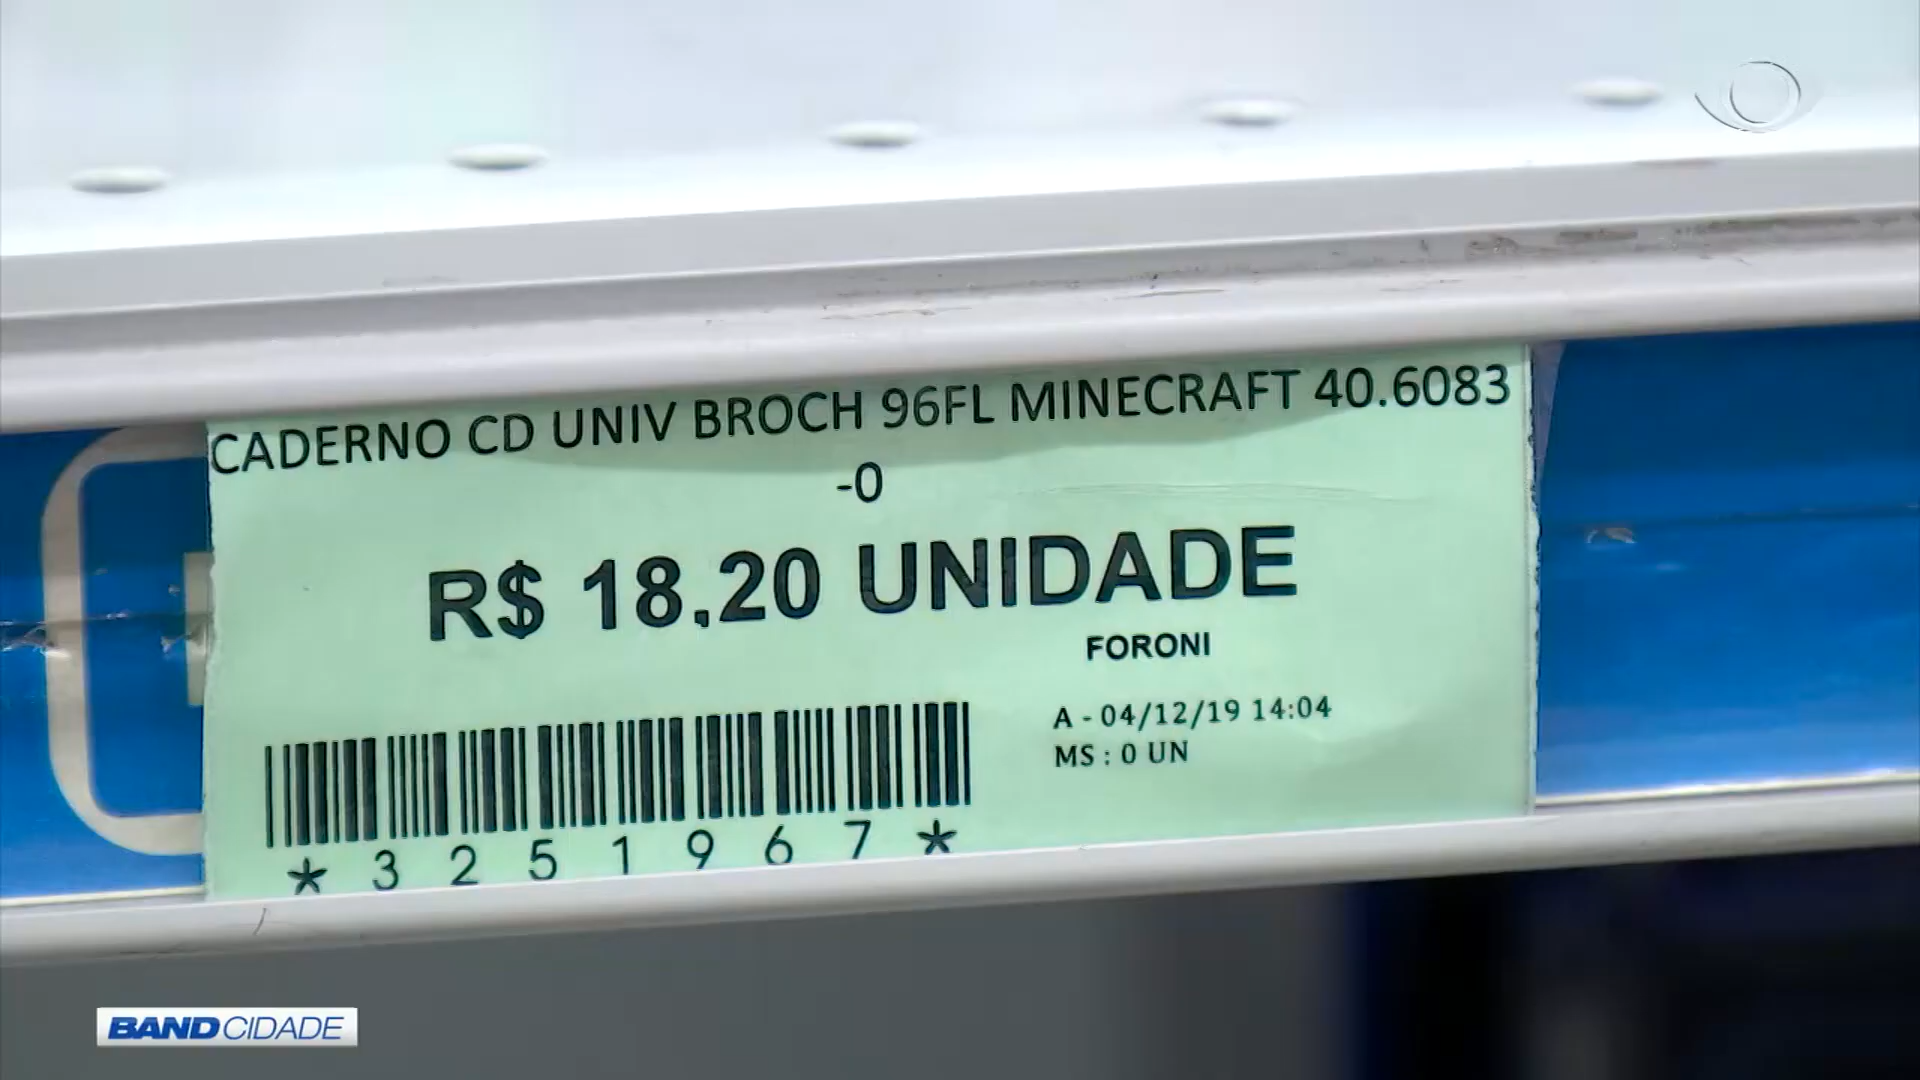 CADERNO CD UNIV BROCH 96FL MINECRAFT 40.6083
-0
R$ 18,20 UNIDADE
FORONI
A - 04/12/19 14:04
MS : 0 UN
*3251967*
BAND CIDADE